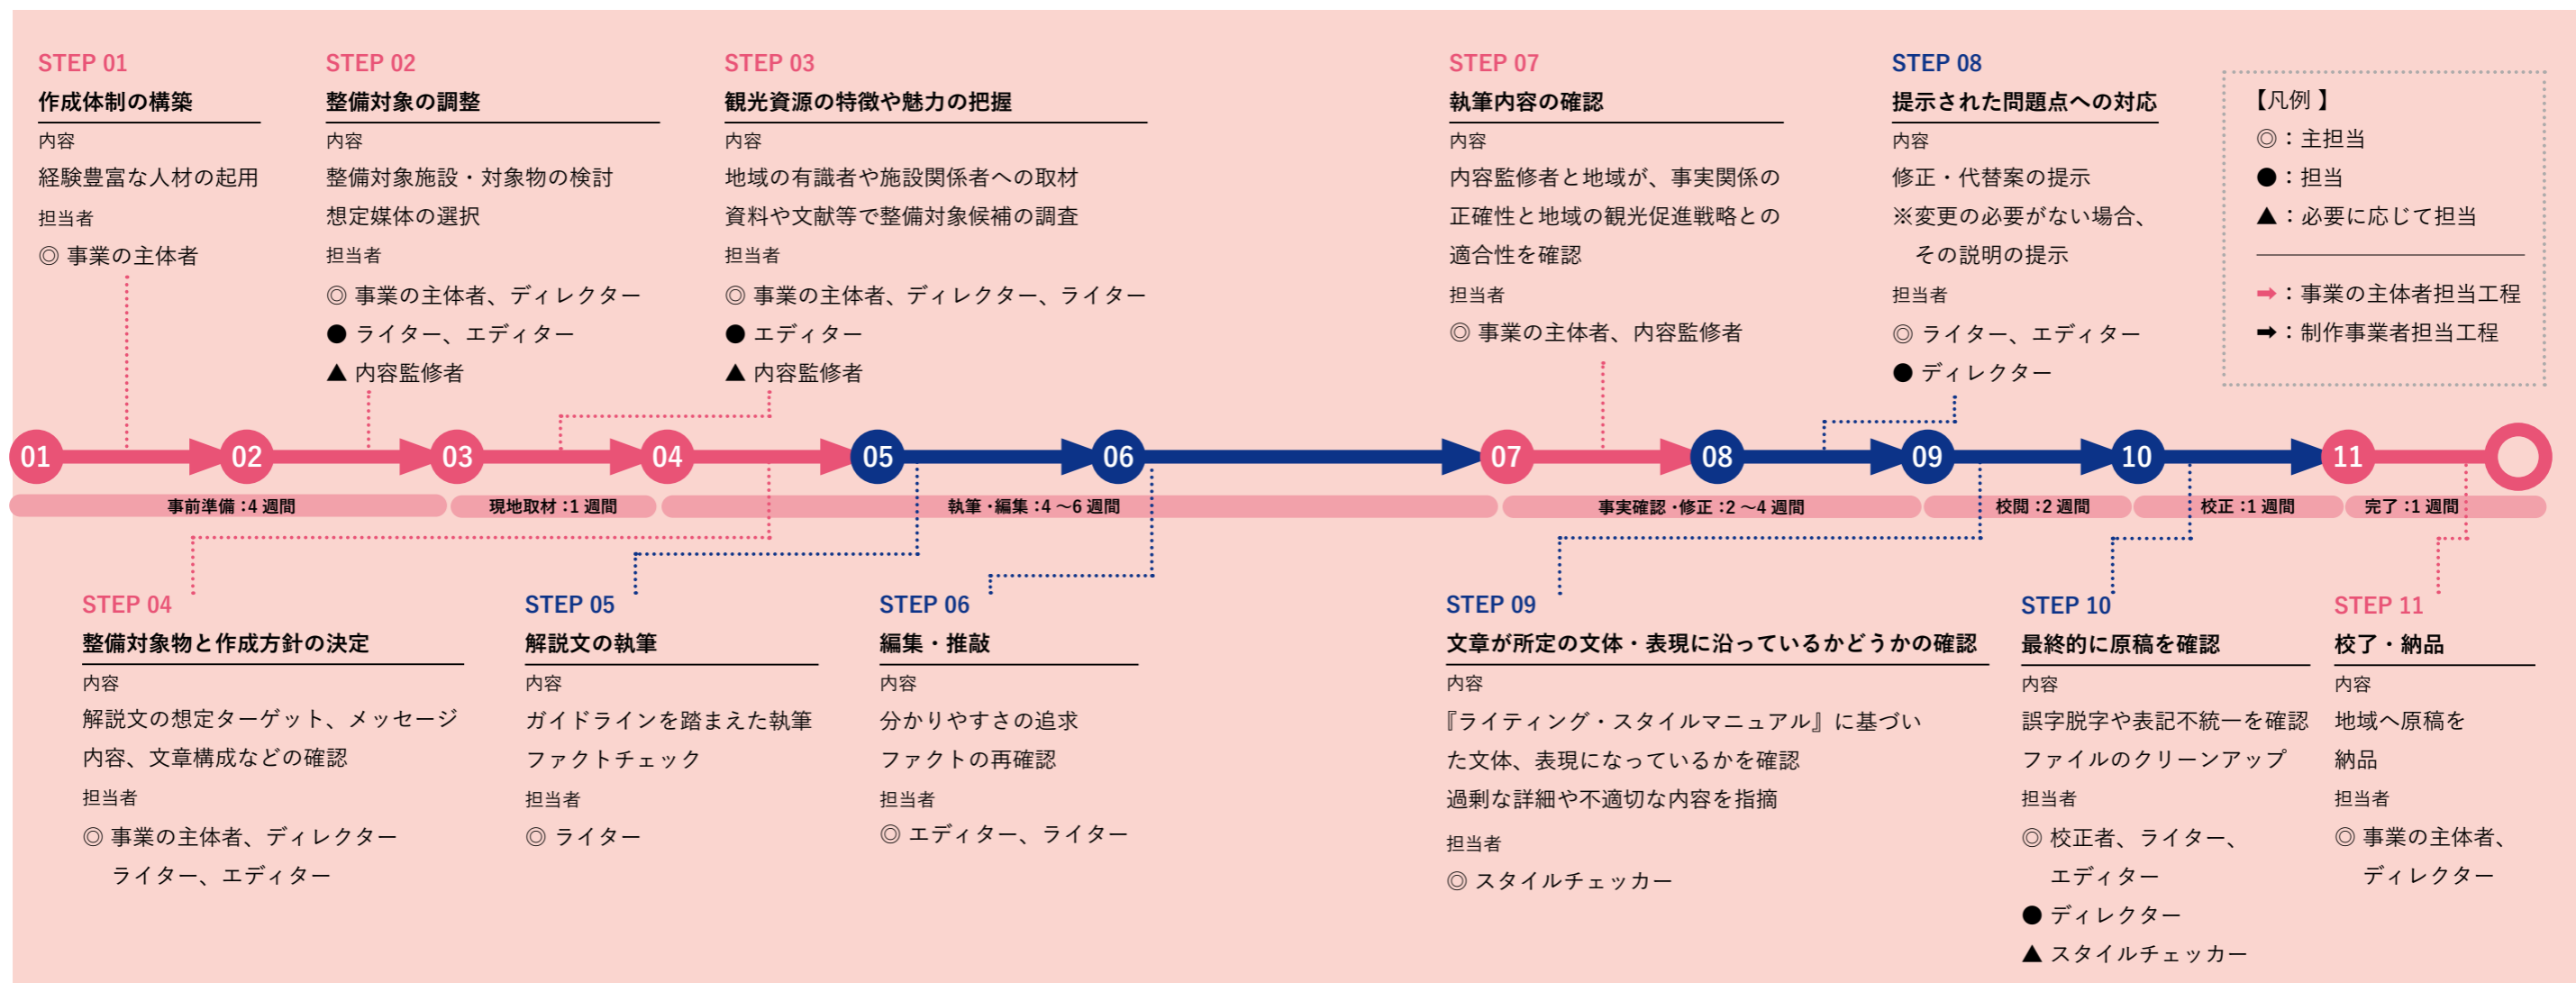 STEP 01
作成体制の構築
内容
経験豊富な人材の起用
担当者
◎ 事業の主体者
STEP 02
整備対象の調整
内容
整備対象施設・対象物の検討
想定媒体の選択
担当者
◎ 事業の主体者、ディレクター
● ライター、エディター
▲ 内容監修者
STEP 03
観光資源の特徴や魅力の把握
内容
地域の有識者や施設関係者への取材
資料や文献等で整備対象候補の調査
担当者
◎ 事業の主体者、ディレクター、ライター
● エディター
▲ 内容監修者
STEP 07
執筆内容の確認
内容
内容監修者と地域が、事実関係の
正確性と地域の観光促進戦略との
適合性を確認
担当者
◎ 事業の主体者、内容監修者
STEP 08
提示された問題点への対応
内容
修正・代替案の提示
※変更の必要がない場合、
その説明の提示
担当者
◎ ライター、エディター
● ディレクター
【凡例 】
◎：主担当
●：担当
▲：必要に応じて担当
➡：事業の主体者担当工程
➡：制作事業者担当工程
01
02
03
04
05
06
07
08
09
10
11
事前準備：4 週間
現地取材：1 週間
執筆・編集：4 〜6 週間
事実確認・修正：2 〜4 週間
校閲：2 週間
校正：1 週間
完了：1 週間
STEP 04
整備対象物と作成方針の決定
内容
解説文の想定ターゲット、メッセージ
内容、文章構成などの確認
担当者
◎ 事業の主体者、ディレクター
ライター、エディター
STEP 05
解説文の執筆
内容
ガイドラインを踏まえた執筆
ファクトチェック
担当者
◎ ライター
STEP 06
編集・推敲
内容
分かりやすさの追求
ファクトの再確認
担当者
◎ エディター、ライター
STEP 09
文章が所定の文体・表現に沿っているかどうかの確認
内容
『ライティング・スタイルマニュアル』に基づい
た文体、表現になっているかを確認
過剰な詳細や不適切な内容を指摘
担当者
◎ スタイルチェッカー
STEP 10
最終的に原稿を確認
内容
誤字脱字や表記不統一を確認
ファイルのクリーンアップ
担当者
◎ 校正者、ライター、
エディター
● ディレクター
▲ スタイルチェッカー
STEP 11
校了・納品
内容
地域へ原稿を
納品
担当者
◎ 事業の主体者、
ディレクター